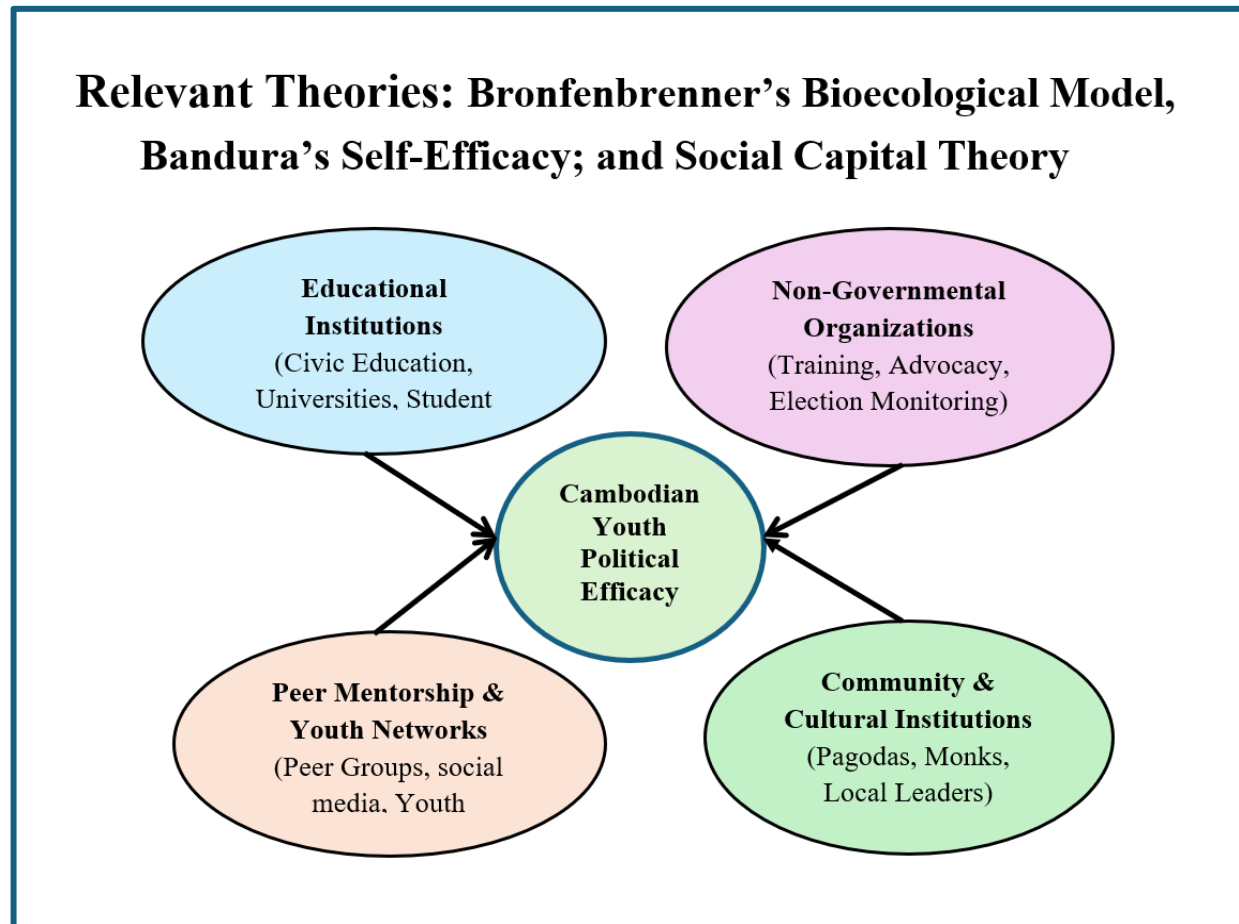 Relevant Theories: Bronfenbrenner’s Bioecological Model,
Bandura’s Self-Efficacy; and Social Capital Theory
Educational
Institutions
(Civic Education,
Universities, Student
Non-Governmental
Organizations
(Training, Advocacy,
Election Monitoring)
Cambodian
Youth
Political
Efficacy
Peer Mentorship &
Youth Networks
(Peer Groups, social
media, Youth
Community &
Cultural Institutions
(Pagodas, Monks,
Local Leaders)